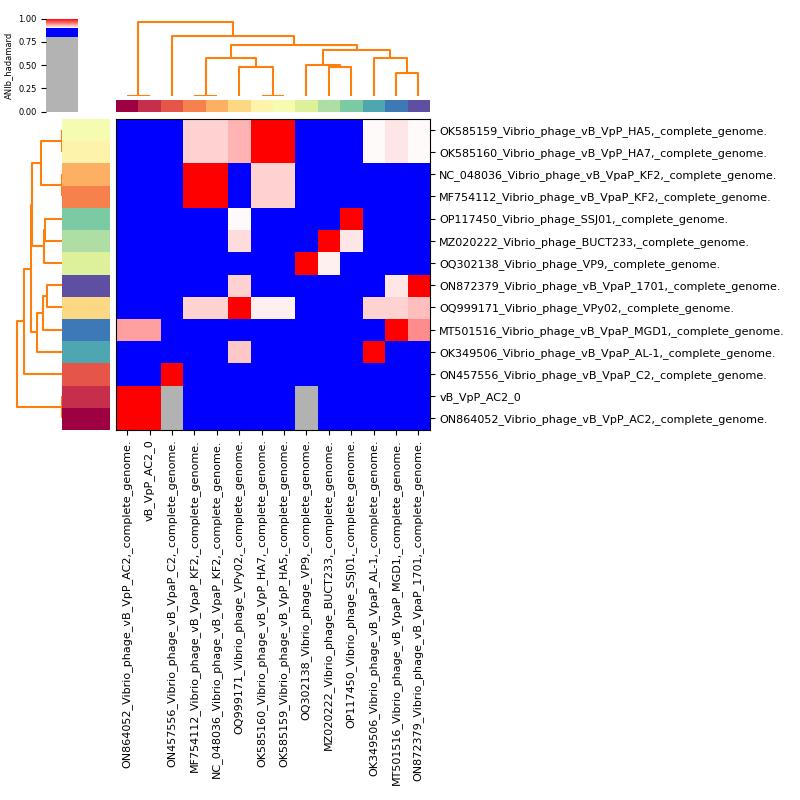 1.00
0.75
0.50
0.25
0.00
ANIb_hadamard
OK585159_Vibrio_phage_vB_VpP_HA5,_complete_genome.
OK585160_Vibrio_phage_vB_VpP_HA7,_complete_genome.
NC_048036_Vibrio_phage_vB_VpaP_KF2,_complete_genome.
MF754112_Vibrio_phage_vB_VpaP_KF2,_complete_genome.
OP117450_Vibrio_phage_SSJ01,_complete_genome.
MZ020222_Vibrio_phage_BUCT233,_complete_genome.
OQ302138_Vibrio_phage_VP9,_complete_genome.
ON872379_Vibrio_phage_vB_VpaP_1701,_complete_genome.
OQ999171_Vibrio_phage_VPy02,_complete_genome.
MT501516_Vibrio_phage_vB_VpaP_MGD1,_complete_genome.
OK349506_Vibrio_phage_vB_VpaP_AL-1,_complete_genome.
ON457556_Vibrio_phage_vB_VpaP_C2,_complete_genome.
vB_VpP_AC2_0
ON864052_Vibrio_phage_vB_VpP_AC2,_complete_genome.
ON864052_Vibrio_phage_vB_VpP_AC2,_complete_genome.
vB_VpP_AC2_0
ON457556_Vibrio_phage_vB_VpaP_C2,_complete_genome.
MF754112_Vibrio_phage_vB_VpaP_KF2,_complete_genome.
NC_048036_Vibrio_phage_vB_VpaP_KF2,_complete_genome.
OQ999171_Vibrio_phage_VPy02,_complete_genome.
OK585160_Vibrio_phage_vB_VpP_HA7,_complete_genome.
OK585159_Vibrio_phage_vB_VpP_HA5,_complete_genome.
OQ302138_Vibrio_phage_VP9,_complete_genome.
MZ020222_Vibrio_phage_BUCT233,_complete_genome.
OP117450_Vibrio_phage_SSJ01,_complete_genome.
OK349506_Vibrio_phage_vB_VpaP_AL-1,_complete_genome.
MT501516_Vibrio_phage_vB_VpaP_MGD1,_complete_genome.
ON872379_Vibrio_phage_vB_VpaP_1701,_complete_genome.